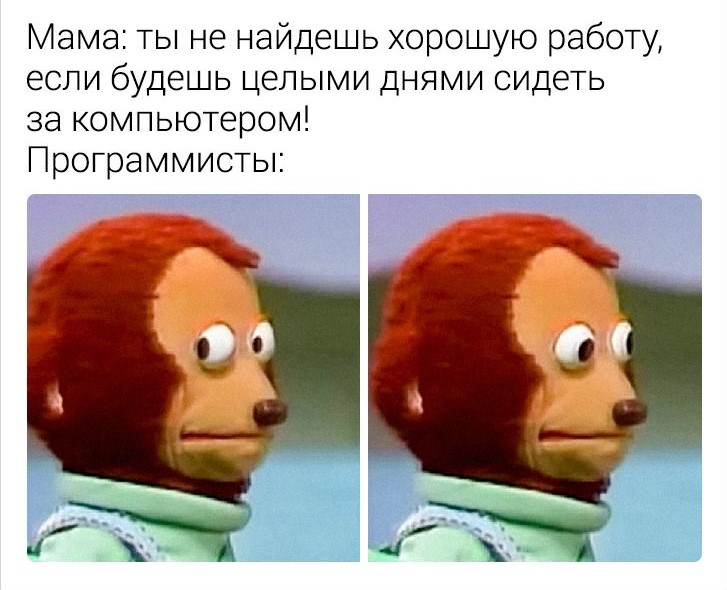 Мама: ты не найдешь хорошую работу,
если будешь целыми днями сидеть
за компьютером!
Программисты: